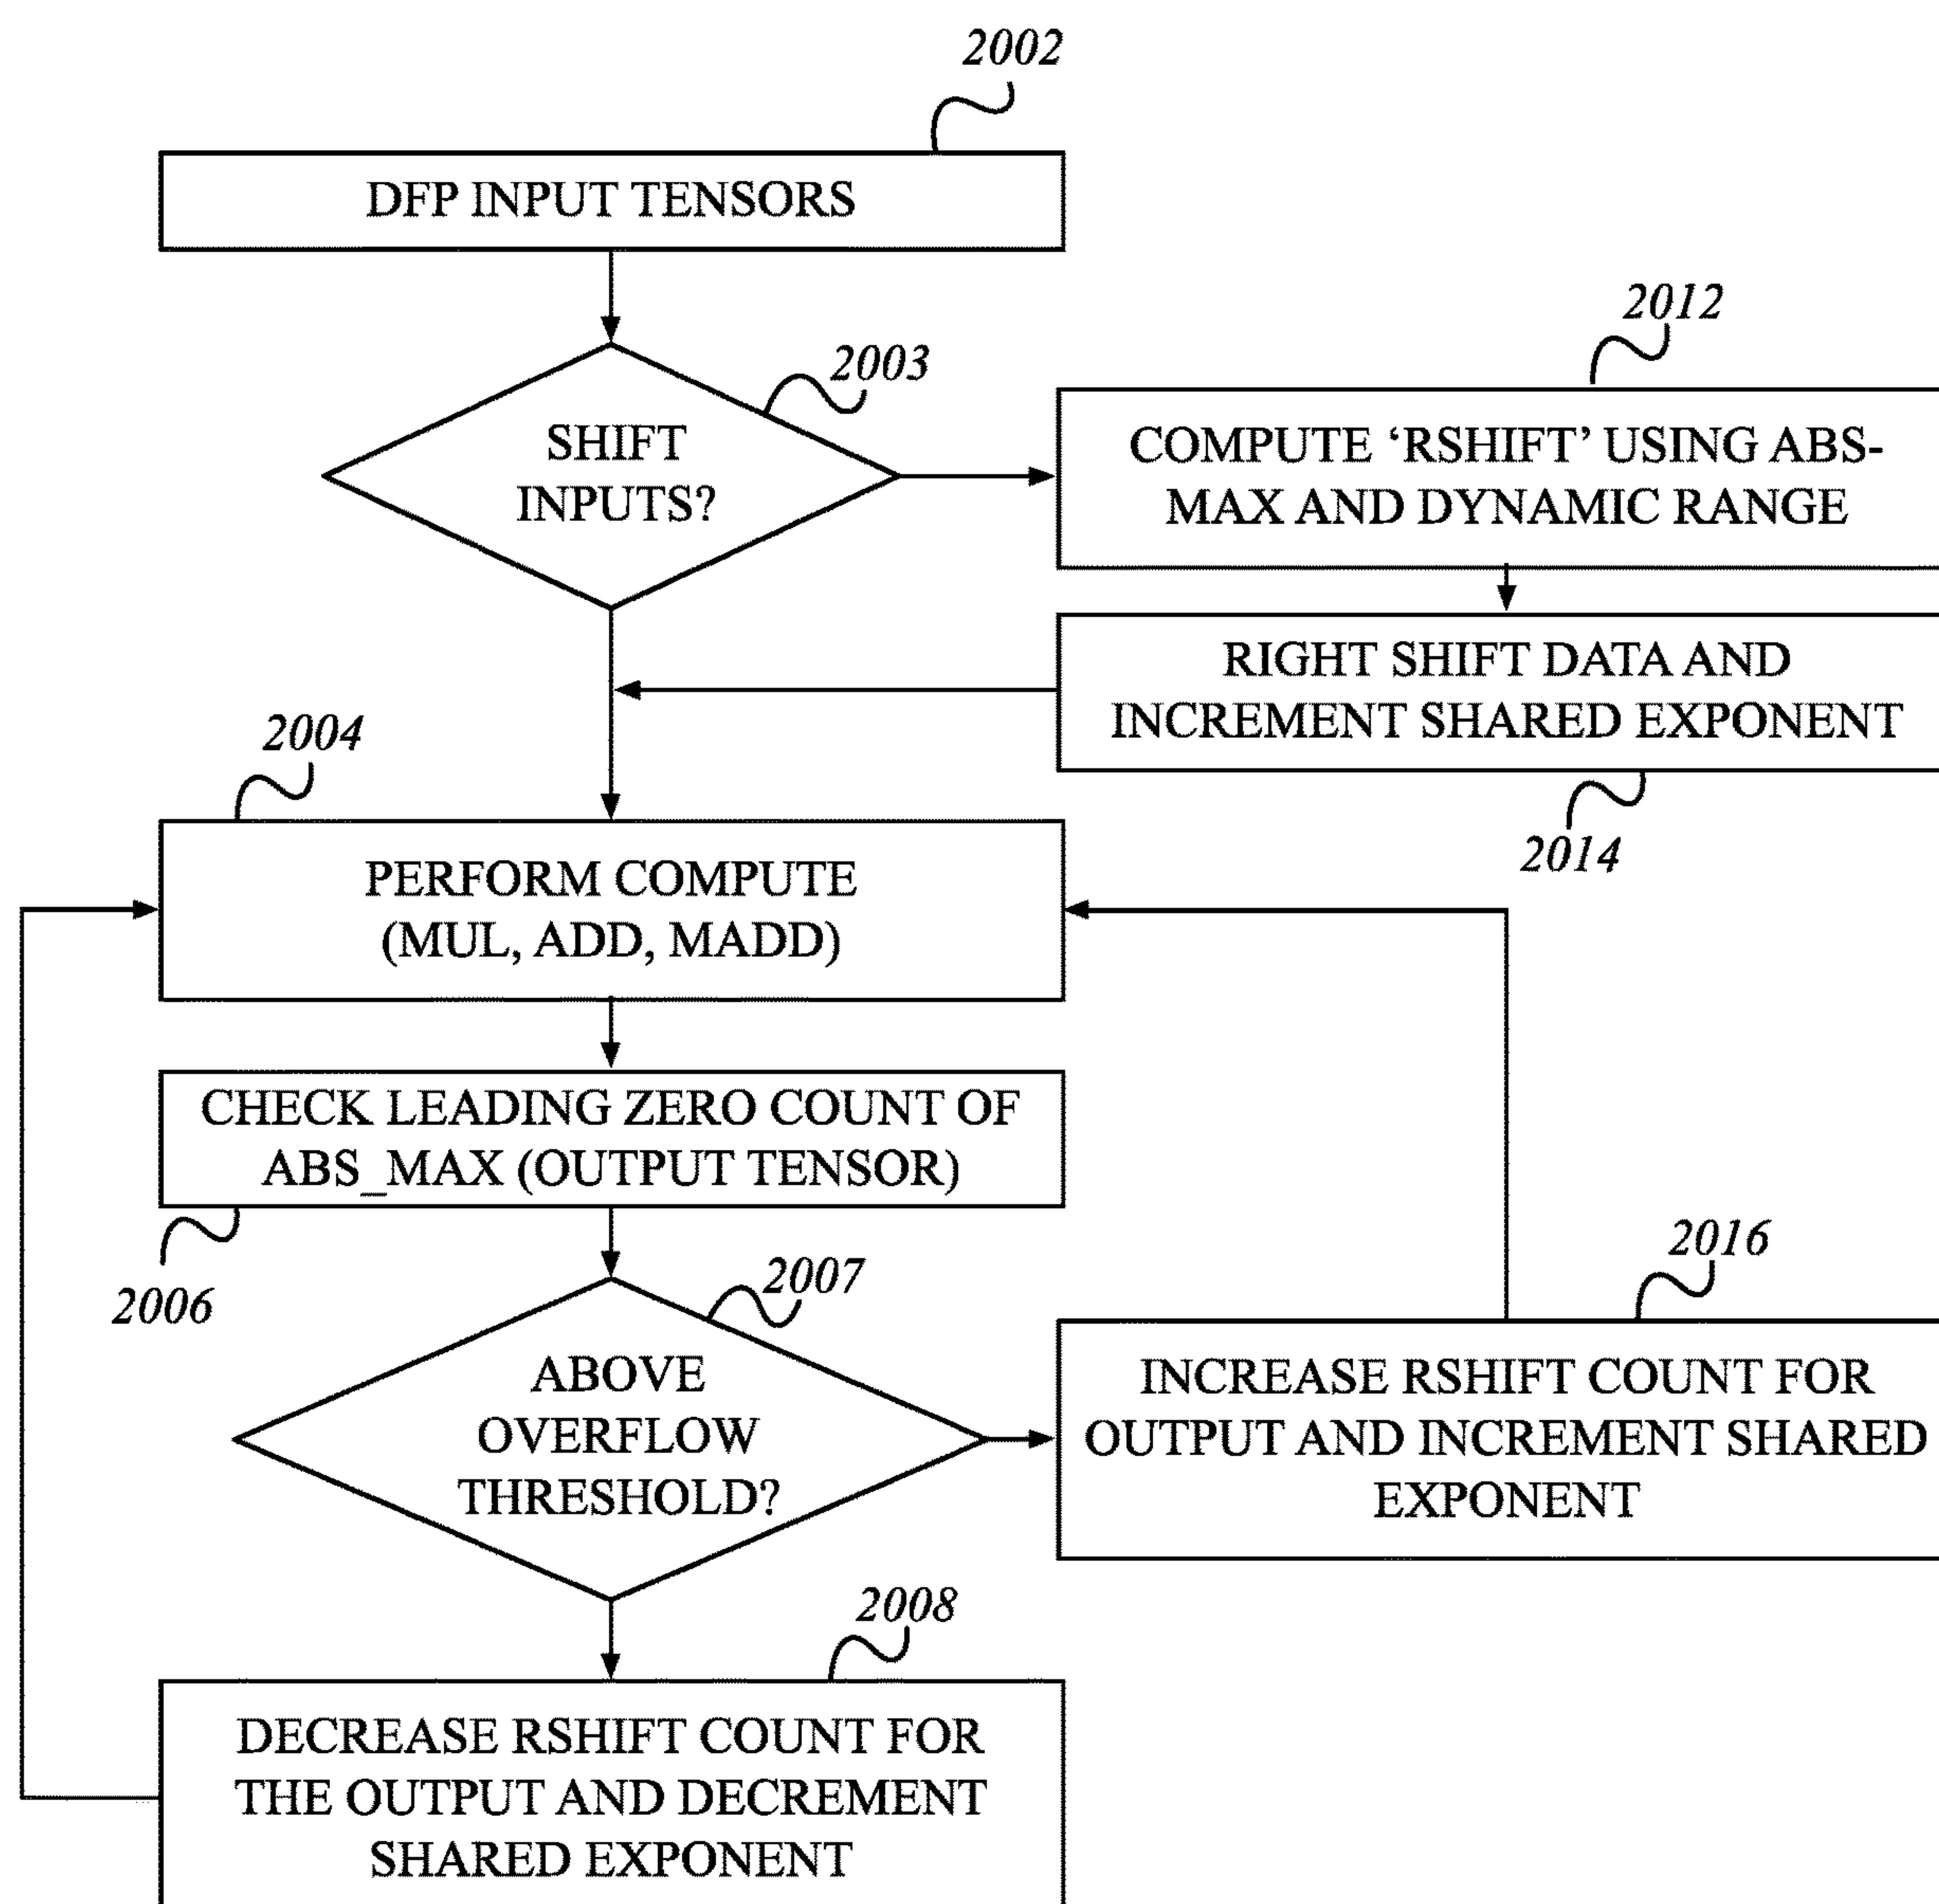 2002
DFP INPUT TENSORS
2003
SHIFT
INPUTS?
2012
COMPUTE ‘RSHIFT’ USING ABS-
MAX AND DYNAMIC RANGE
RIGHT SHIFT DATA AND
INCREMENT SHARED EXPONENT
2014
2004
PERFORM COMPUTE
(MUL, ADD, MADD)
CHECK LEADING ZERO COUNT OF
ABS_MAX (OUTPUT TENSOR)
2006
2007
ABOVE
OVERFLOW
THRESHOLD?
2016
INCREASE RSHIFT COUNT FOR
OUTPUT AND INCREMENT SHARED
EXPONENT
2008
DECREASE RSHIFT COUNT FOR
THE OUTPUT AND DECREMENT
SHARED EXPONENT